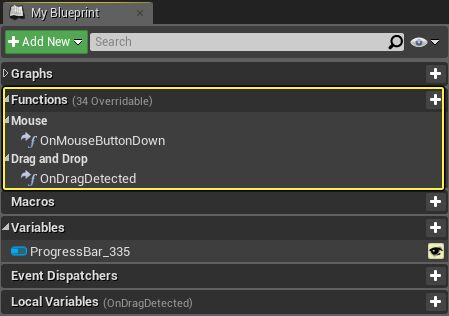 My Blueprint
Add New Search
Graphs
Functions (34 Overridable)
Mouse
OnMouseButtonDown
Drag and Drop
OnDragDetected
Macros
Variables
ProgressBar_335
Event Dispatchers
Local Variables (OnDragDetected)